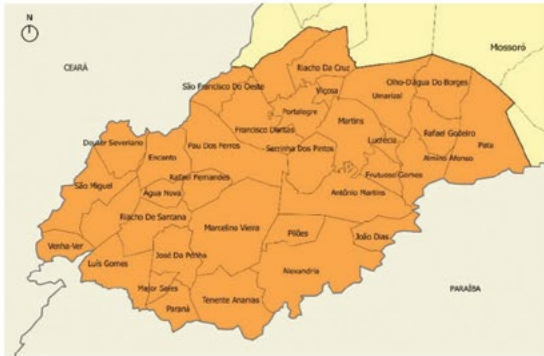 N
CEARÁ
Mossoró
Riacho Da Cruz
São Francisco Do Oeste
Viçosa
Olho-D'água Do Borges
Umarizal
Portalegre
Martins
Francisco Dantas
Rafael Godeiro
Lucrécia
Patu
Doutor Severiano
Encanto
Pau Dos Ferros
Serrinha Dos Pintos
Almino Afonso
Rafael Fernandes
Frutuoso Gomes
São Miguel
Água Nova
Antônio Martins
Riacho De Santana
Marcelino Vieira
Pilões
João Dias
Venha-Ver
José Da Penha
Luís Gomes
Alexandria
Major Sales
Paraná
Tenente Ananias
PARAÍBA